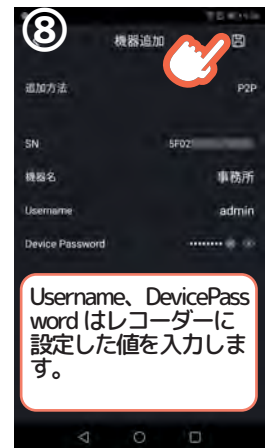 ⑧
機器追加
追加方法 P2P
SN 5F02
機器名 事務所
Username admin
Device Password ••••••••
Username、DevicePass
word はレコーダーに
設定した値を入力しま
す。